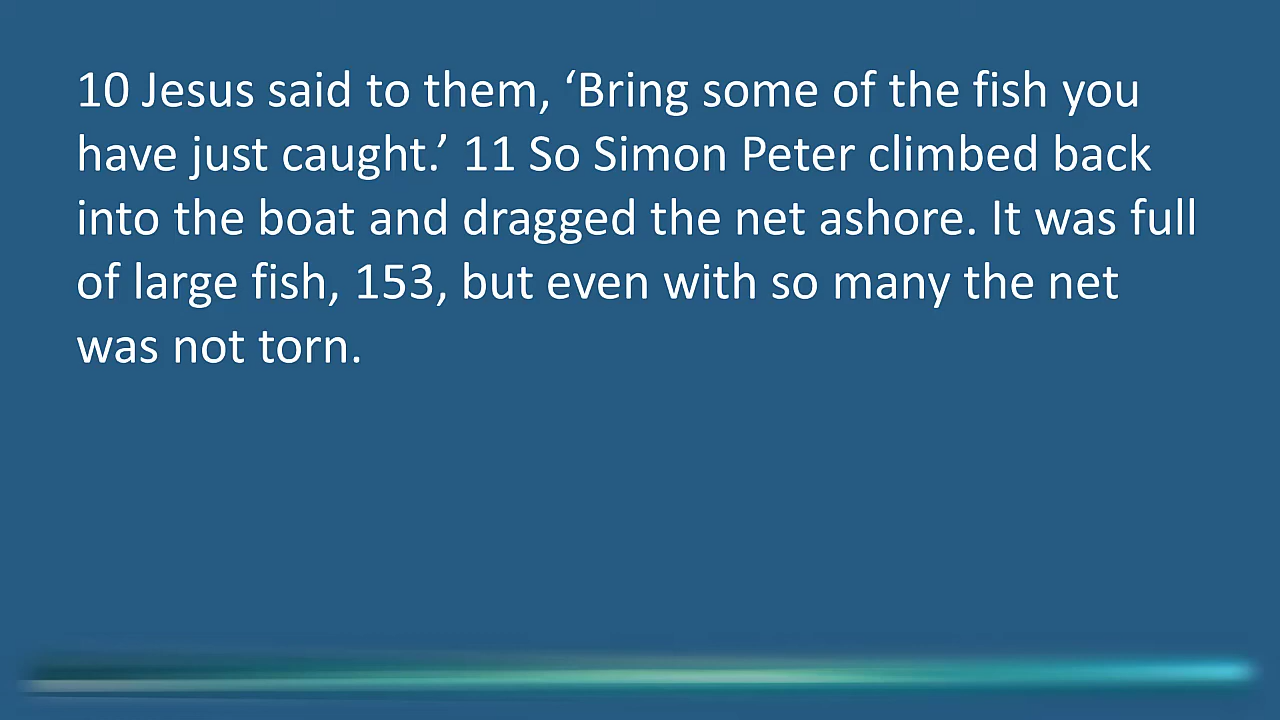 10 Jesus said to them, ‘Bring some of the fish you
have just caught.’ 11 So Simon Peter climbed back
into the boat and dragged the net ashore. It was full
of large fish, 153, but even with so many the net
was not torn.